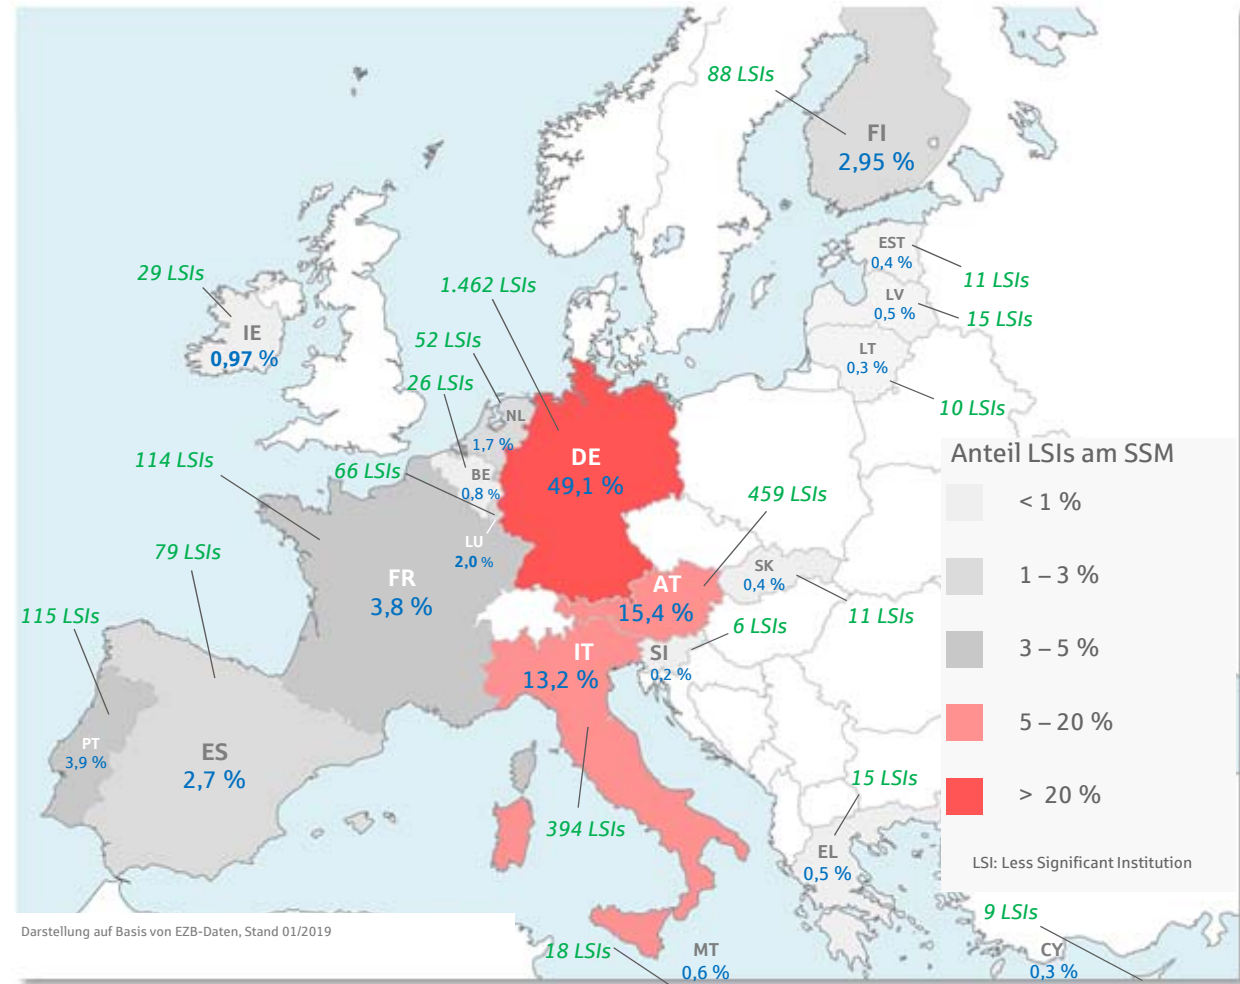 88 LSIs
FI
2,95 %
EST
0,4 %
11 LSIs
29 LSIs
1.462 LSIs
LV
0,5 %
15 LSIs
IE
0,97 %
52 LSIs
LT
0,3 %
26 LSIs
10 LSIs
NL
1,7 %
114 LSIs
66 LSIs
BE
0,8 %
DE
49,1 %
459 LSIs
LU
2,0 %
79 LSIs
FR
3,8 %
AT
15,4 %
SK
0,4 %
11 LSIs
115 LSIs
6 LSIs
IT
13,2 %
SI
0,2 %
PT
3,9 %
ES
2,7 %
394 LSIs
15 LSIs
EL
0,5 %
Anteil LSIs am SSM
< 1 %
1 – 3 %
3 – 5 %
5 – 20 %
> 20 %
LSI: Less Significant Institution
9 LSIs
Darstellung auf Basis von EZB-Daten, Stand 01/2019
18 LSIs
MT
0,6 %
CY
0,3 %